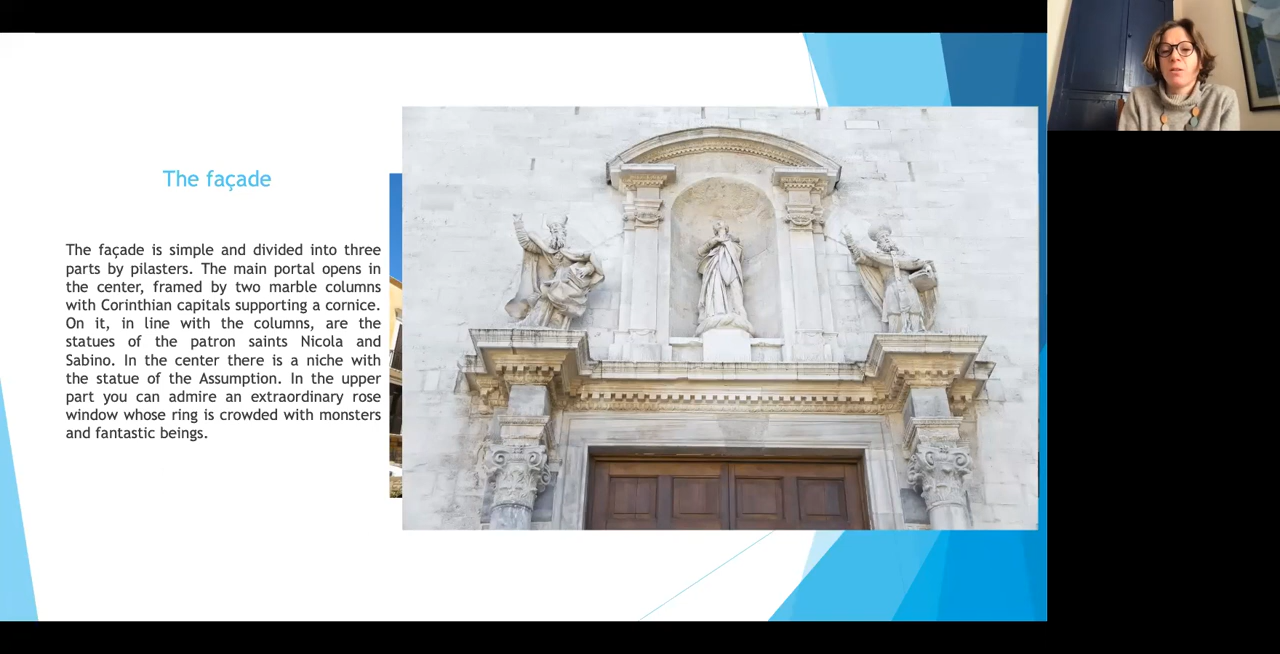 The façade
The façade is simple and divided into three
parts by pilasters. The main portal opens in
the center, framed by two marble columns
with Corinthian capitals supporting a cornice.
On it, in line with the columns, are the
statues of the patron saints Nicola and
Sabino. In the center there is a niche with
the statue of the Assumption. In the upper
part you can admire an extraordinary rose
window whose ring is crowded with monsters
and fantastic beings.